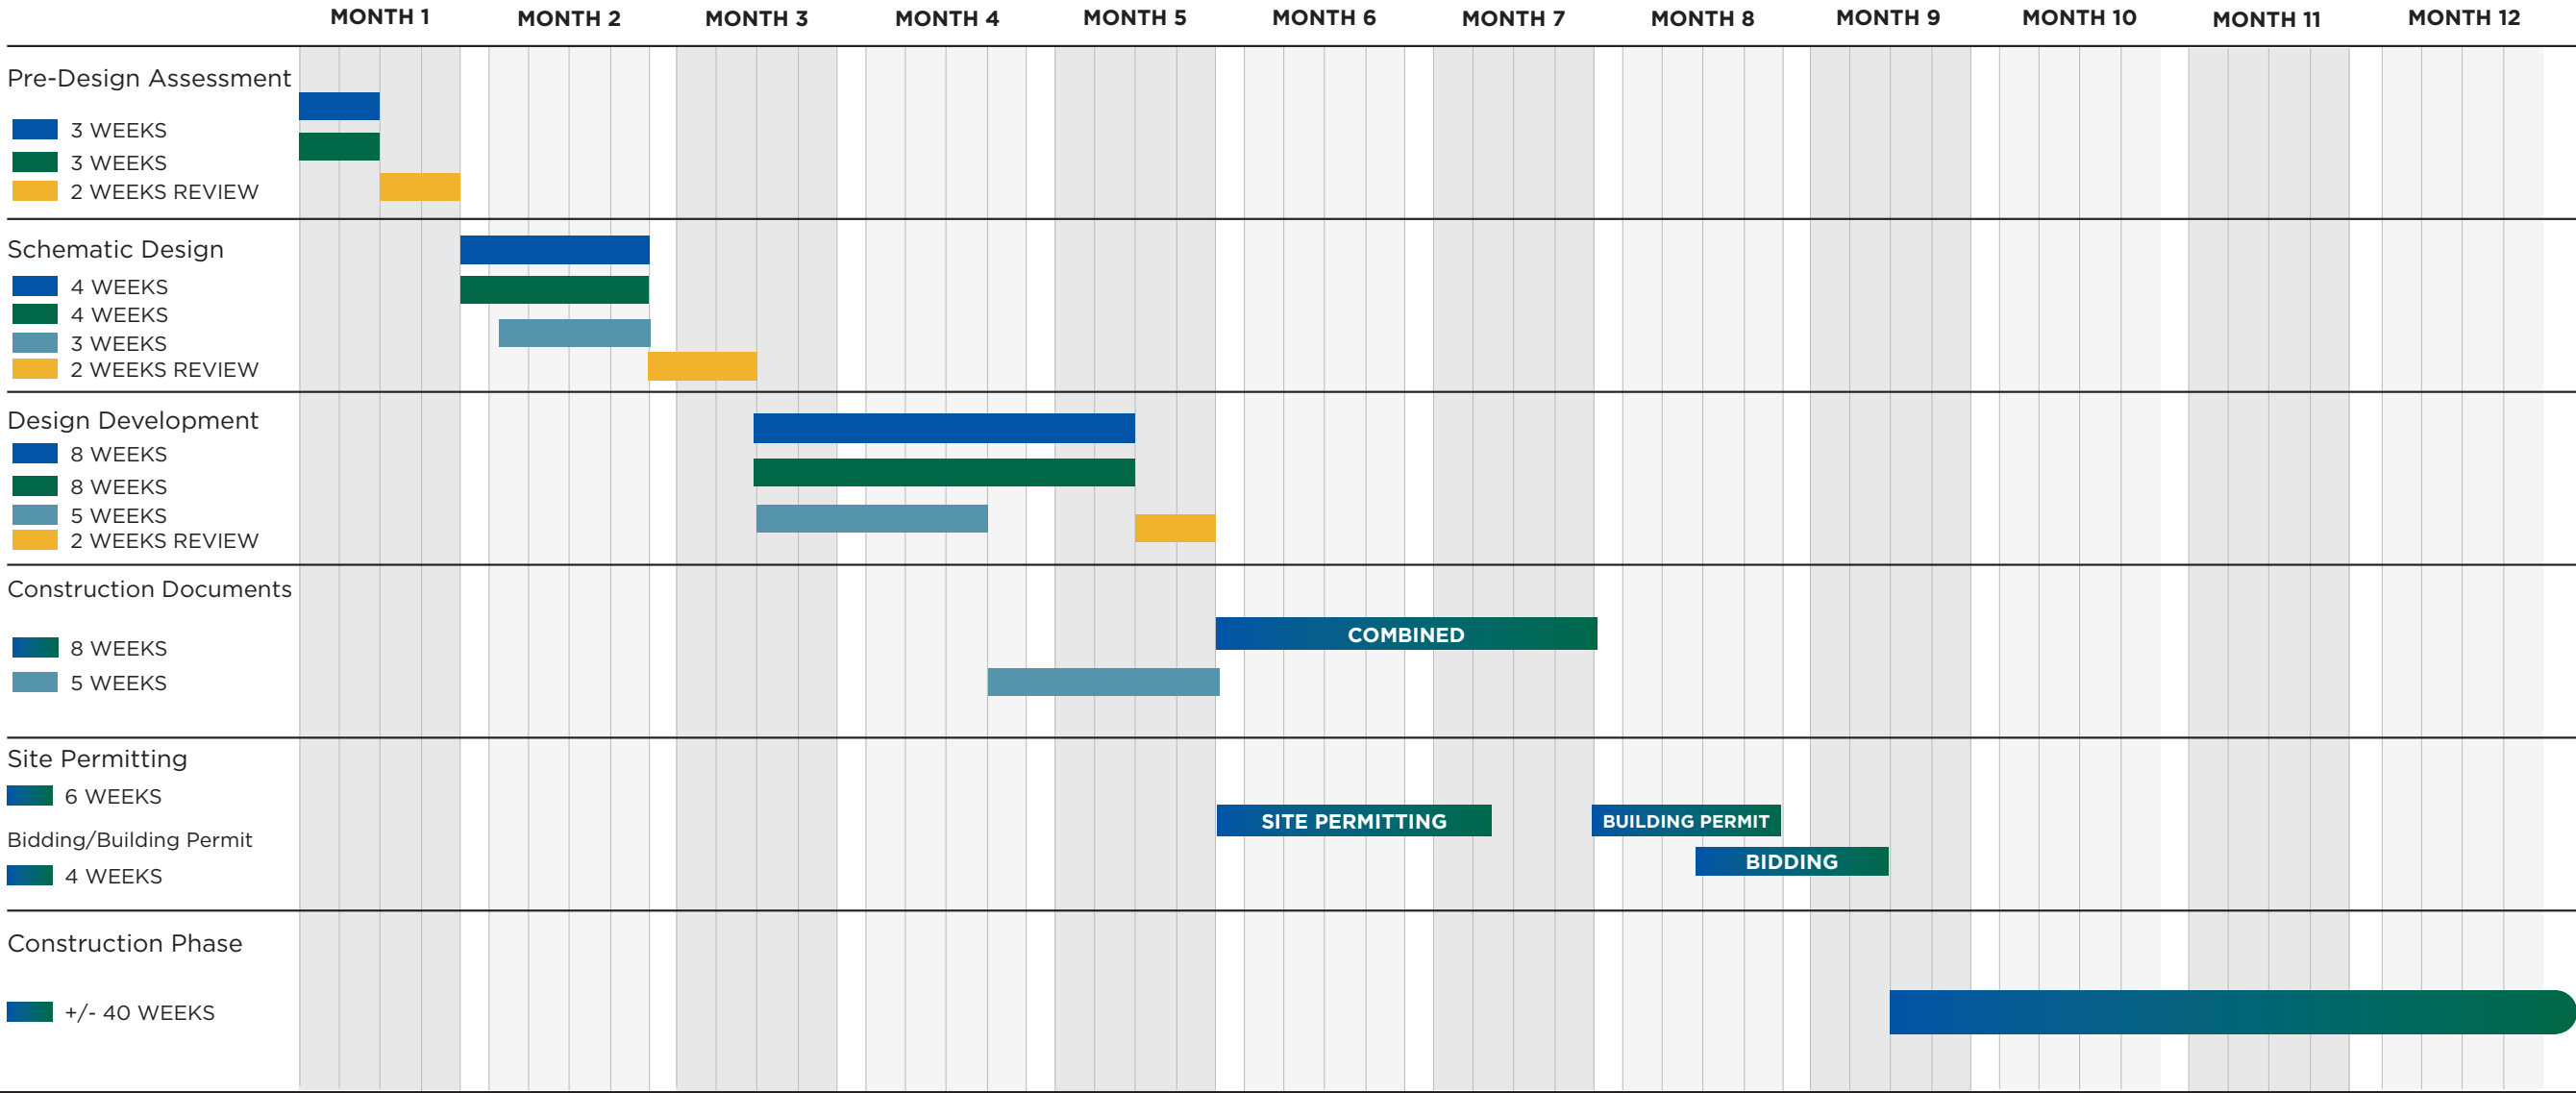 MONTH 1 MONTH 2 MONTH 3 MONTH 4 MONTH 5 MONTH 6 MONTH 7 MONTH 8 MONTH 9 MONTH 10 MONTH 11 MONTH 12
Pre-Design Assessment
3 WEEKS
3 WEEKS
2 WEEKS REVIEW
Schematic Design
4 WEEKS
4 WEEKS
3 WEEKS
2 WEEKS REVIEW
Design Development
8 WEEKS
8 WEEKS
5 WEEKS
2 WEEKS REVIEW
Construction Documents
COMBINED
8 WEEKS
5 WEEKS
Site Permitting
6 WEEKS
SITE PERMITTING BUILDING PERMIT
Bidding/Building Permit
BIDDING
4 WEEKS
Construction Phase
+/- 40 WEEKS